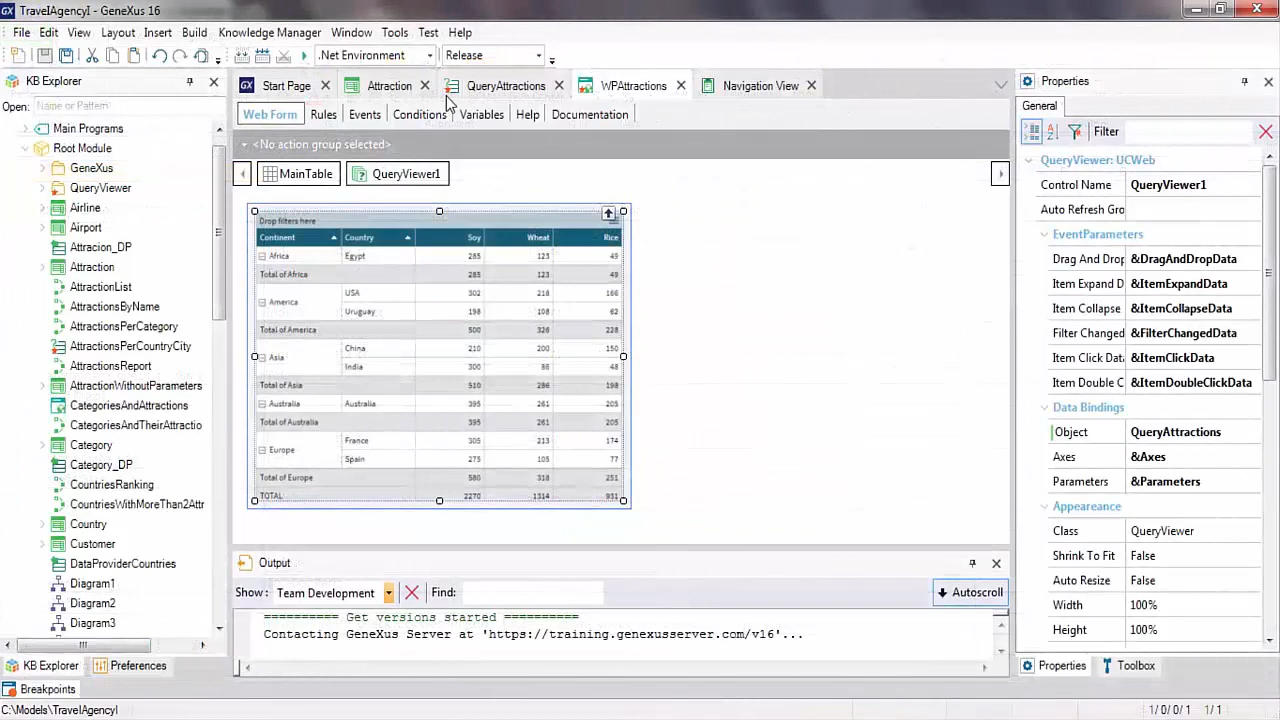 TravelAgencyI - GeneXus 16
File Edit View Layout Insert Build Knowledge Manager Window Tools Test Help
.Net Environment Release
KB Explorer
Open: Name or Pattern
Main Programs
Root Module
GeneXus
QueryViewer
Airline
Airport
Attracion_DP
Attraction
AttractionList
AttractionsByName
AttractionsPerCategory
AttractionsPerCountryCity
AttractionsReport
AttractionWithoutParameters
CategoriesAndAttractions
CategoriesAndTheirAttractio
Category
Category_DP
CountriesRanking
CountriesWithMoreThan2Attr
Country
Customer
DataProviderCountries
Diagram1
Diagram2
Diagram3
KB Explorer Preferences
Breakpoints
C:\Models\TravelAgencyI
Start Page Attraction QueryAttractions WPAttractions Navigation View
Web Form Rules Events Conditions Variables Help Documentation
<No action group selected>
MainTable QueryViewer1
Drop filters here
Continent Country Soy Wheat Rice
Africa Egypt 285 123 49
Total of Africa 285 123 49
America USA 302 218 166
Uruguay 198 108 62
Total of America 500 326 228
Asia China 210 200 150
India 300 86 48
Total of Asia 510 286 198
Australia Australia 395 261 205
Total of Australia 395 261 205
Europe France 305 213 174
Spain 275 105 77
Total of Europe 580 318 251
TOTAL 2270 1314 931
Output
Show: Team Development Find: Autoscroll
========== Get versions started ==========
Contacting GeneXus Server at 'https://training.genexusserver.com/v16'...
Properties
General
Filter
QueryViewer: UCWeb
Control Name QueryViewer1
Auto Refresh Gro
EventParameters
Drag And Drop &DragAndDropData
Item Expand D &ItemExpandData
Item Collapse &ItemCollapseData
Filter Changed &FilterChangedData
Item Click Data &ItemClickData
Item Double C &ItemDoubleClickData
Data Bindings
Object QueryAttractions
Axes &Axes
Parameters &Parameters
Appeareance
Class QueryViewer
Shrink To Fit False
Auto Resize False
Width 100%
Height 100%
Properties Toolbox
1/0/0/1 1/1